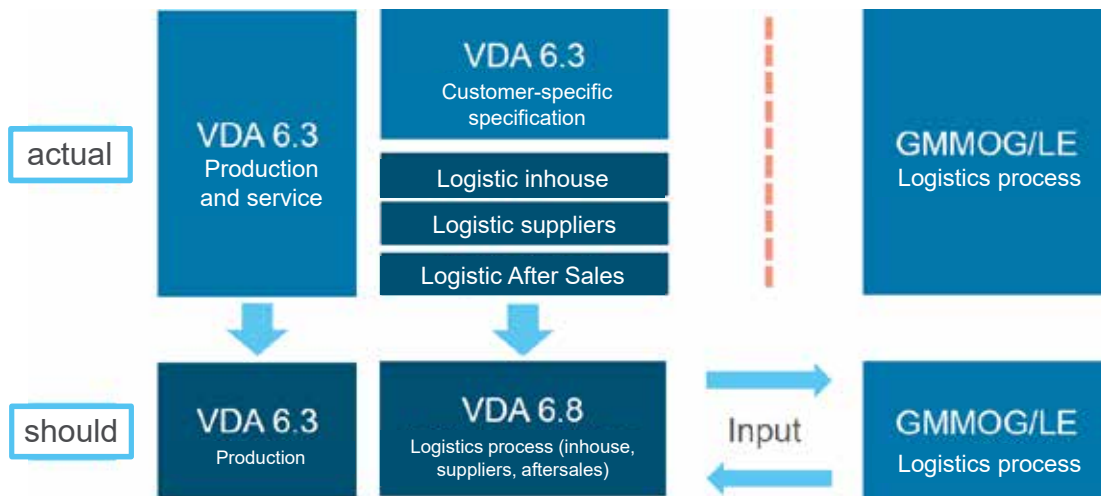 actual
VDA 6.3
Production
and service
VDA 6.3
Customer-specific
specification
Logistic inhouse
Logistic suppliers
Logistic After Sales
GMMOG/LE
Logistics process
should
VDA 6.3
Production
VDA 6.8
Logistics process (inhouse,
suppliers, aftersales)
Input
GMMOG/LE
Logistics process